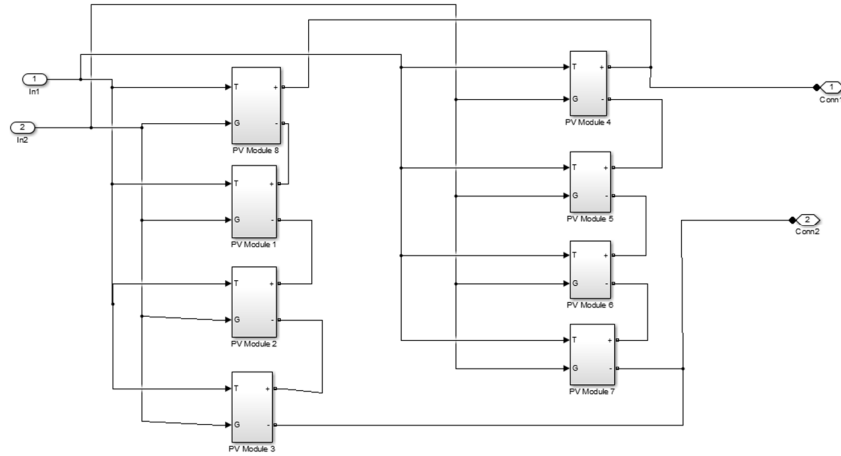 1
In1
2
In2
T
+
G
-
PV Module 8
T
+
G
-
PV Module 1
T
+
G
-
PV Module 2
T
+
G
-
PV Module 3
T
+
G
-
PV Module 4
T
+
G
-
PV Module 5
T
+
G
-
PV Module 6
T
+
G
-
PV Module 7
1
Conn1
2
Conn2